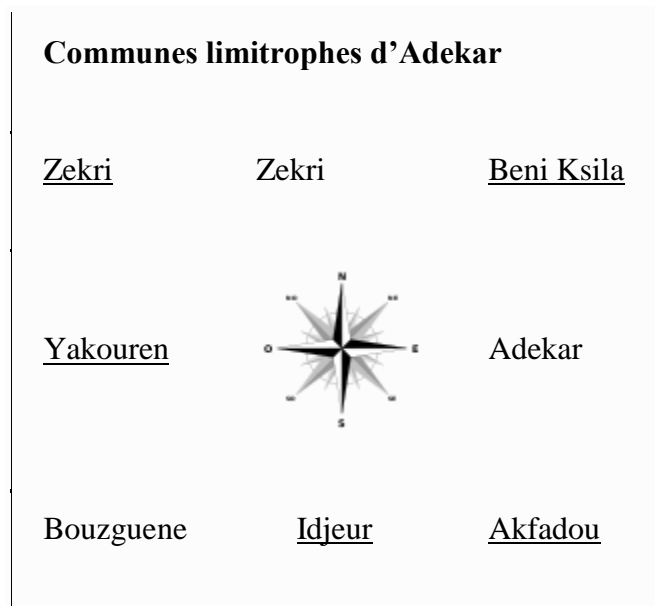 Communes limitrophes d’Adekar
Zekri Zekri Beni Ksila
N
Yakouren O E Adekar
S
Bouzguene Idjeur Akfadou